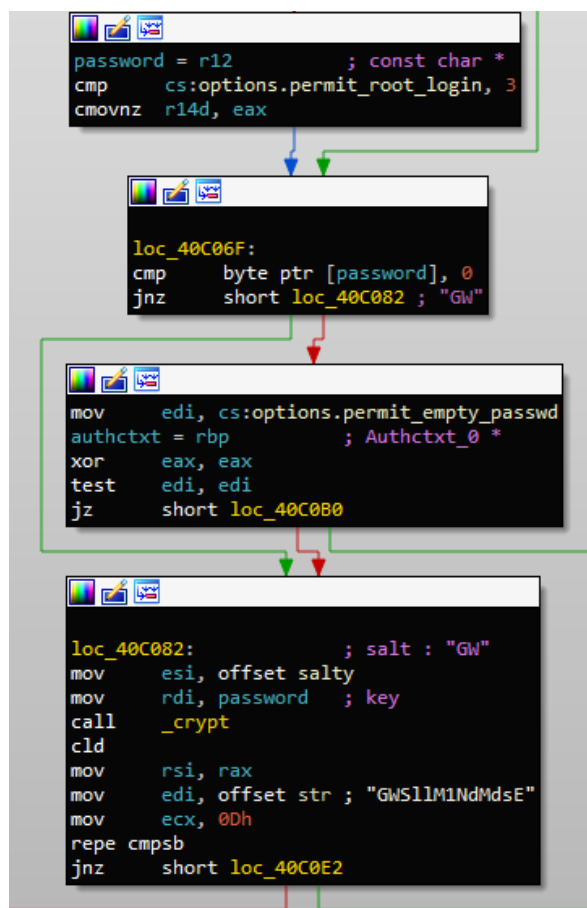 password = r12 ; const char *
cmp cs:options.permit_root_login, 3
cmovnz r14d, eax
loc_40C06F:
cmp byte ptr [password], 0
jnz short loc_40C082 ; "GW"
mov edi, cs:options.permit_empty_passwd
authctxt = rbp ; Authctxt_0 *
xor eax, eax
test edi, edi
jz short loc_40C0B0
loc_40C082: ; salt : "GW"
mov esi, offset salty
mov rdi, password ; key
call _crypt
cld
mov rsi, rax
mov edi, offset str ; "GWSllM1NdMdsE"
mov ecx, 0Dh
repe cmpsb
jnz short loc_40C0E2